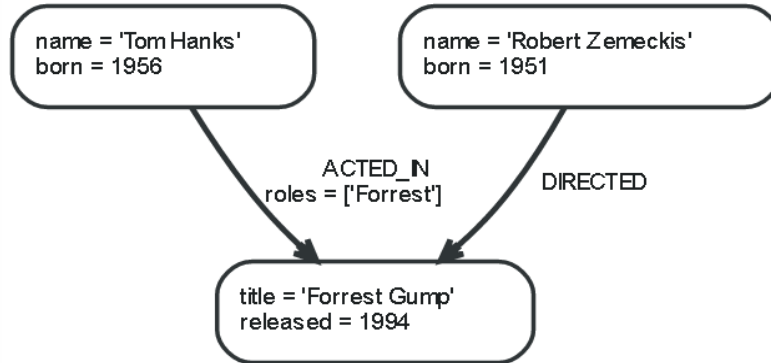 name = 'Tom Hanks'
born = 1956
name = 'Robert Zemeckis'
born = 1951
ACTED_IN
roles = ['Forrest']
DIRECTED
title = 'Forrest Gump'
released = 1994